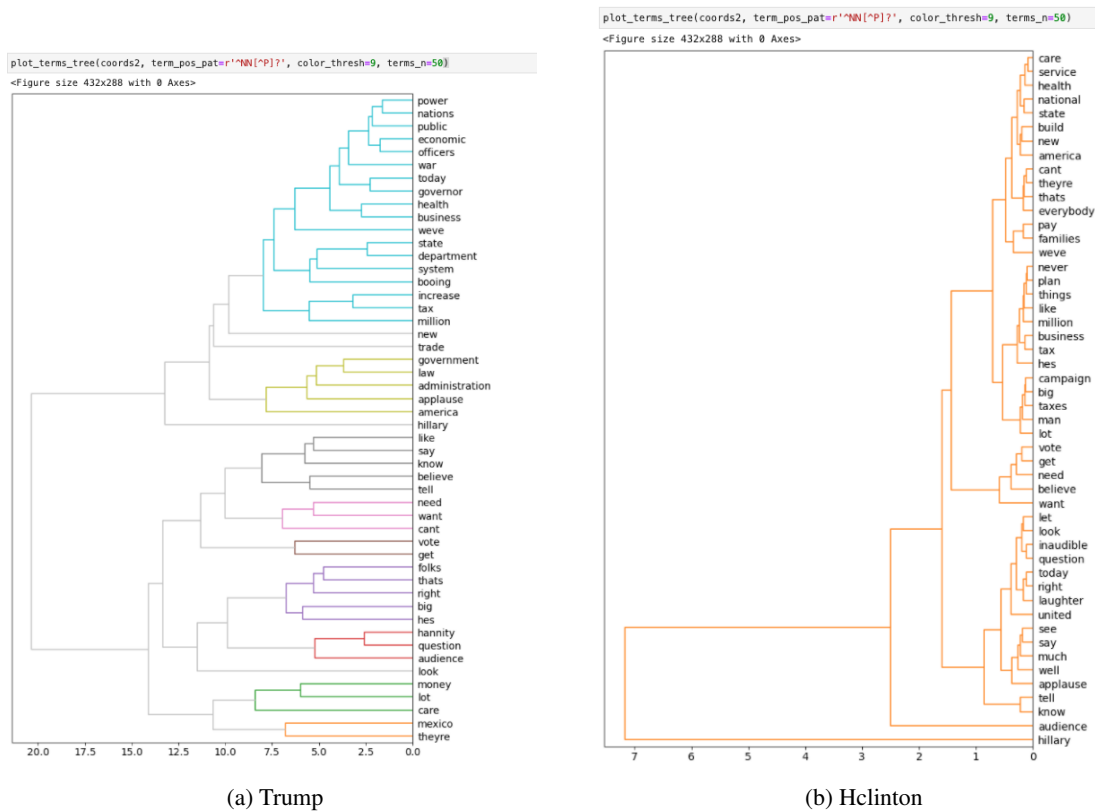 plot_terms_tree(coords2, term_pos_pat=r'^NN[^P]?', color_thresh=9, terms_n=50)
<Figure size 432x288 with 0 Axes>
power
nations
public
economic
officers
war
today
governor
health
business
weve
state
department
system
booing
increase
tax
million
new
trade
government
law
administration
applause
america
hillary
like
say
know
believe
tell
need
want
cant
vote
get
folks
thats
right
big
hes
hannity
question
audience
look
money
lot
care
mexico
theyre
20.0 17.5 15.0 12.5 10.0 7.5 5.0 2.5 0.0
(a) Trump
plot_terms_tree(coords2, term_pos_pat=r'^NN[^P]?', color_thresh=9, terms_n=50)
<Figure size 432x288 with 0 Axes>
care
service
health
national
state
build
new
america
cant
theyre
thats
everybody
pay
families
weve
never
plan
things
like
million
business
tax
hes
campaign
big
taxes
man
lot
vote
get
need
believe
want
let
look
inaudible
question
today
right
laughter
united
see
say
much
well
applause
tell
know
audience
hillary
7 6 5 4 3 2 1 0
(b) Hclinton